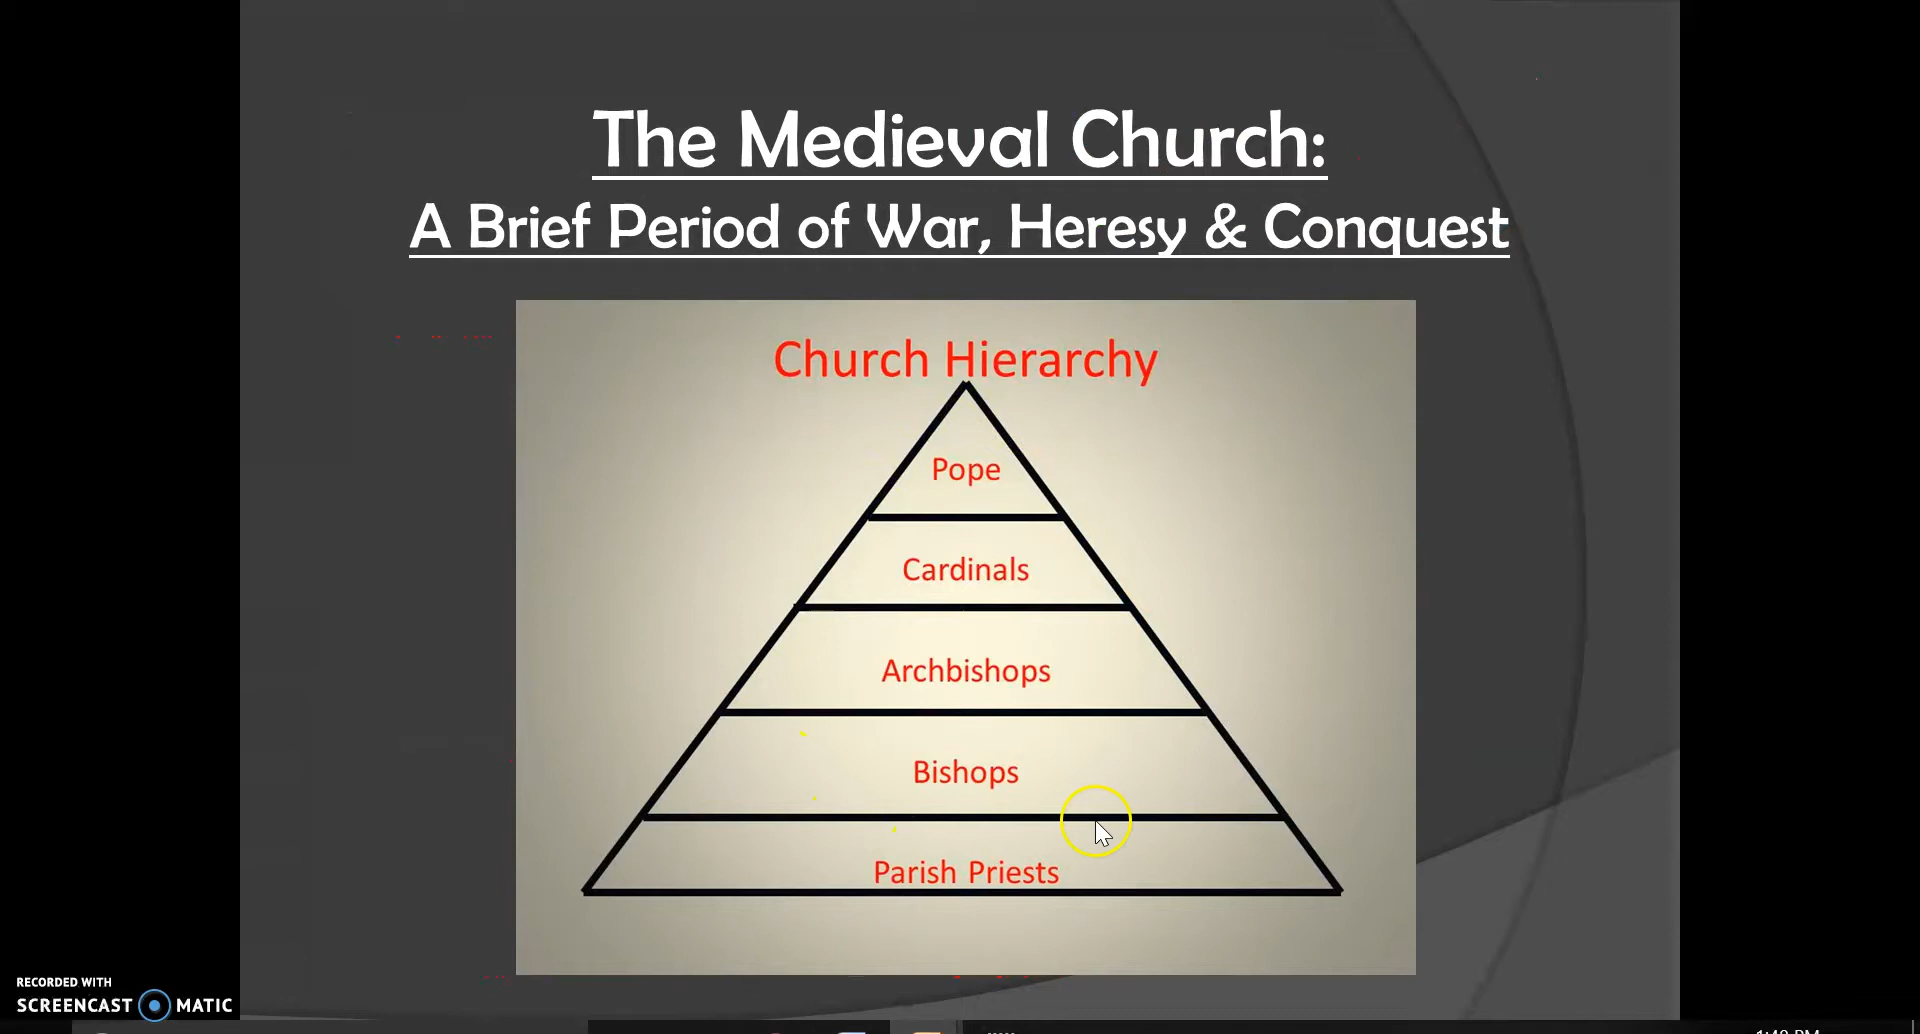 The Medieval Church:
A Brief Period of War, Heresy & Conquest
Church Hierarchy
Pope
Cardinals
Archbishops
Bishops
Parish Priests
RECORDED WITH
SCREENCAST MATIC